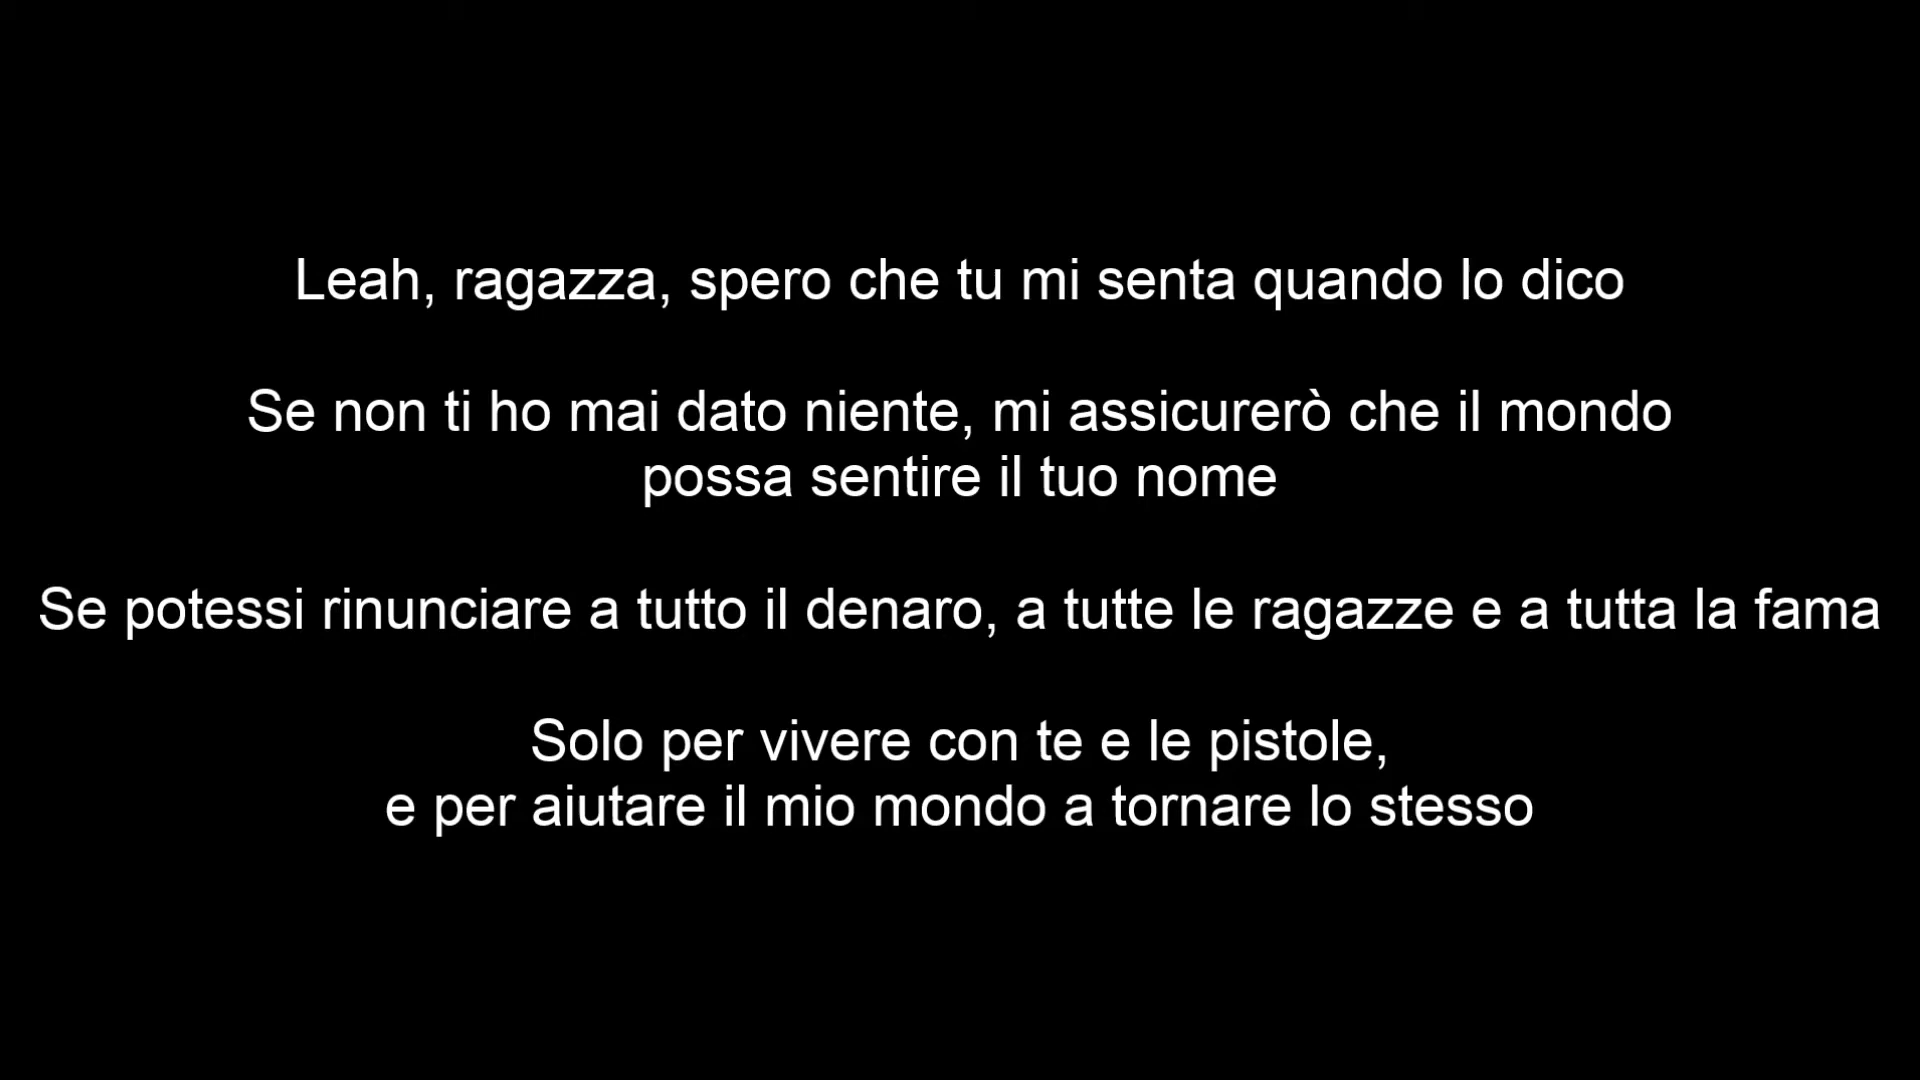 Leah, ragazza, spero che tu mi senta quando lo dico
Se non ti ho mai dato niente, mi assicurerò che il mondo
possa sentire il tuo nome
Se potessi rinunciare a tutto il denaro, a tutte le ragazze e a tutta la fama
Solo per vivere con te e le pistole,
e per aiutare il mio mondo a tornare lo stesso